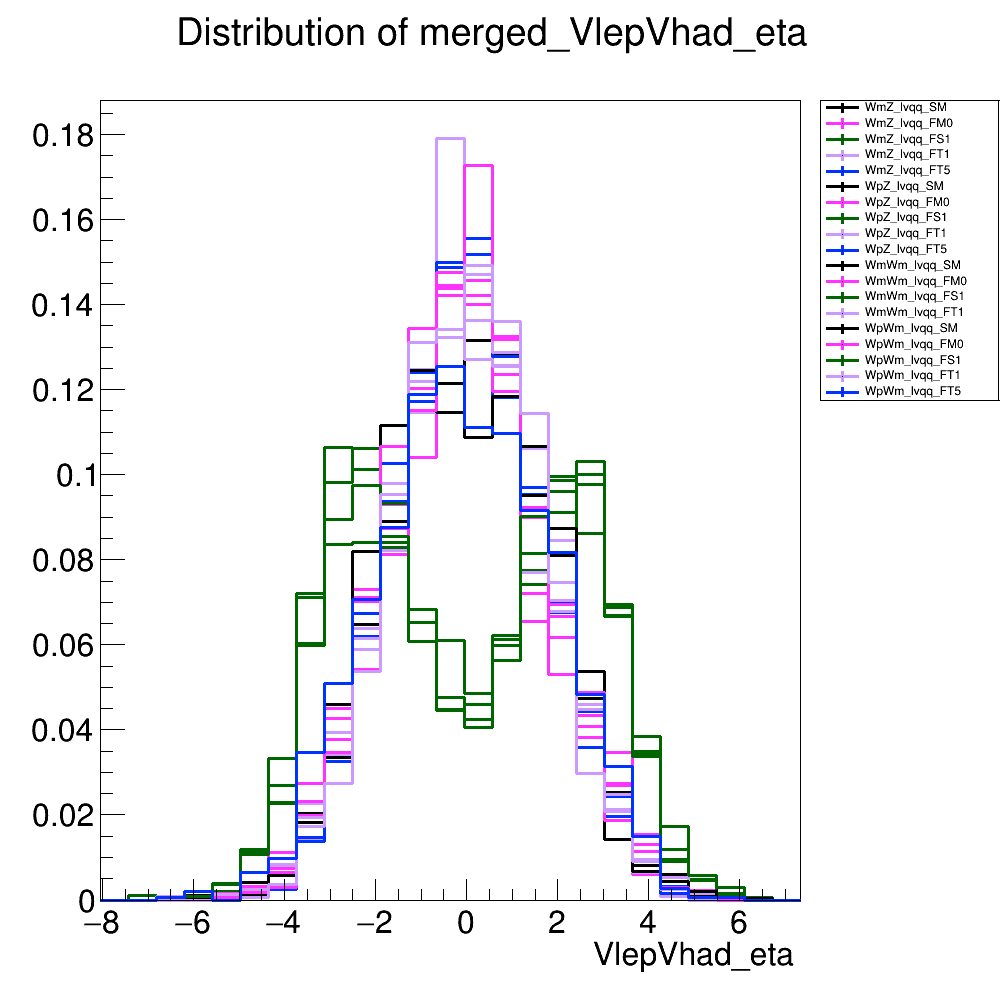 Distribution of merged_VlepVhad_eta
0.18
0.16
0.14
0.12
0.1
0.08
0.06
0.04
0.02
0
−8 −6 −4 −2 0 2 4 6
VlepVhad_eta
WmZ_lvqq_SM
WmZ_lvqq_FM0
WmZ_lvqq_FS1
WmZ_lvqq_FT1
WmZ_lvqq_FT5
WpZ_lvqq_SM
WpZ_lvqq_FM0
WpZ_lvqq_FS1
WpZ_lvqq_FT1
WpZ_lvqq_FT5
WmWm_lvqq_SM
WmWm_lvqq_FM0
WmWm_lvqq_FS1
WmWm_lvqq_FT1
WpWm_lvqq_SM
WpWm_lvqq_FM0
WpWm_lvqq_FS1
WpWm_lvqq_FT1
WpWm_lvqq_FT5